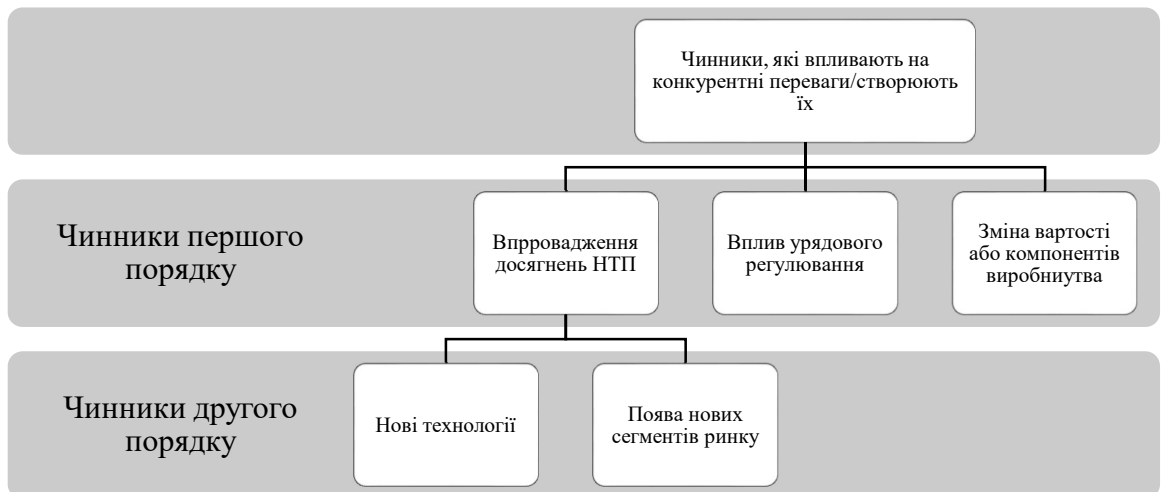 Чинники, які впливають на
конкурентні переваги/створюють
їх
Чинники першого
порядку
Впрровадження
досягнень НТП
Вплив урядового
регулювання
Зміна вартості
або компонентів
виробниутва
Чинники другого
порядку
Нові технології
Поява нових
сегментів ринку